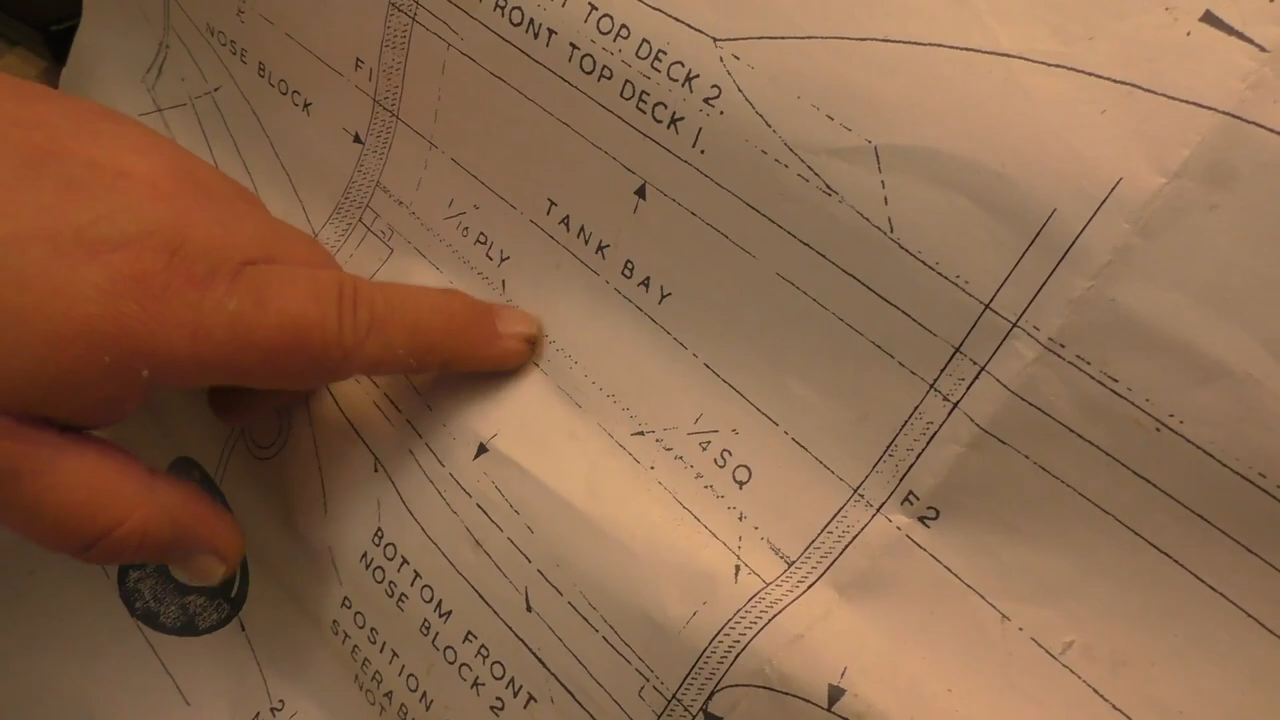 TOP DECK 2.
FRONT TOP DECK 1.
NOSE BLOCK
F1
1/16" PLY
TANK BAY
1/4" SQ
F2
BOTTOM FRONT
NOSE BLOCK 2
POSITION
NOT